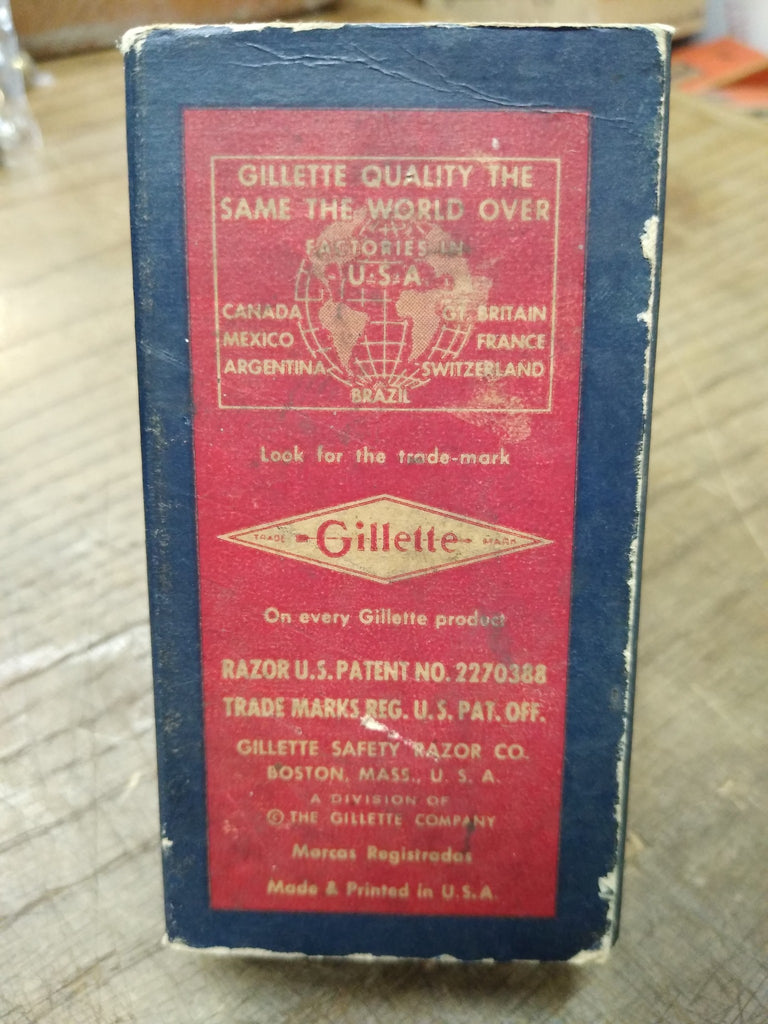 GILLETTE QUALITY THE
SAME THE WORLD OVER
FACTORIES IN
U·S·A
CANADA GT. BRITAIN
MEXICO FRANCE
ARGENTINA SWITZERLAND
BRAZIL
Look for the trade-mark
TRADE Gillette MARK
On every Gillette product
RAZOR U.S. PATENT NO. 2270388
TRADE MARKS REG. U.S. PAT. OFF.
GILLETTE SAFETY RAZOR CO.
BOSTON, MASS., U. S. A.
A DIVISION OF
© THE GILLETTE COMPANY
Marcas Registradas
Made & Printed in U.S.A.